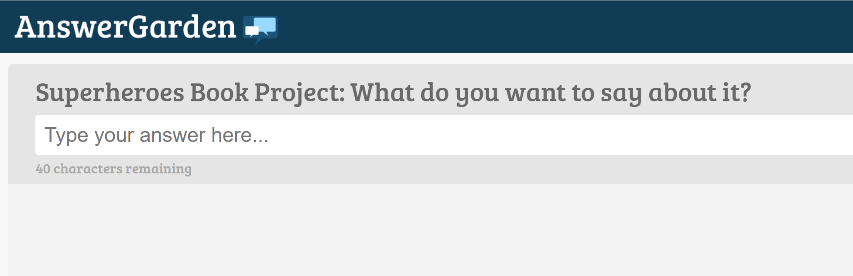 AnswerGarden
Superheroes Book Project: What do you want to say about it?
Type your answer here...
40 characters remaining